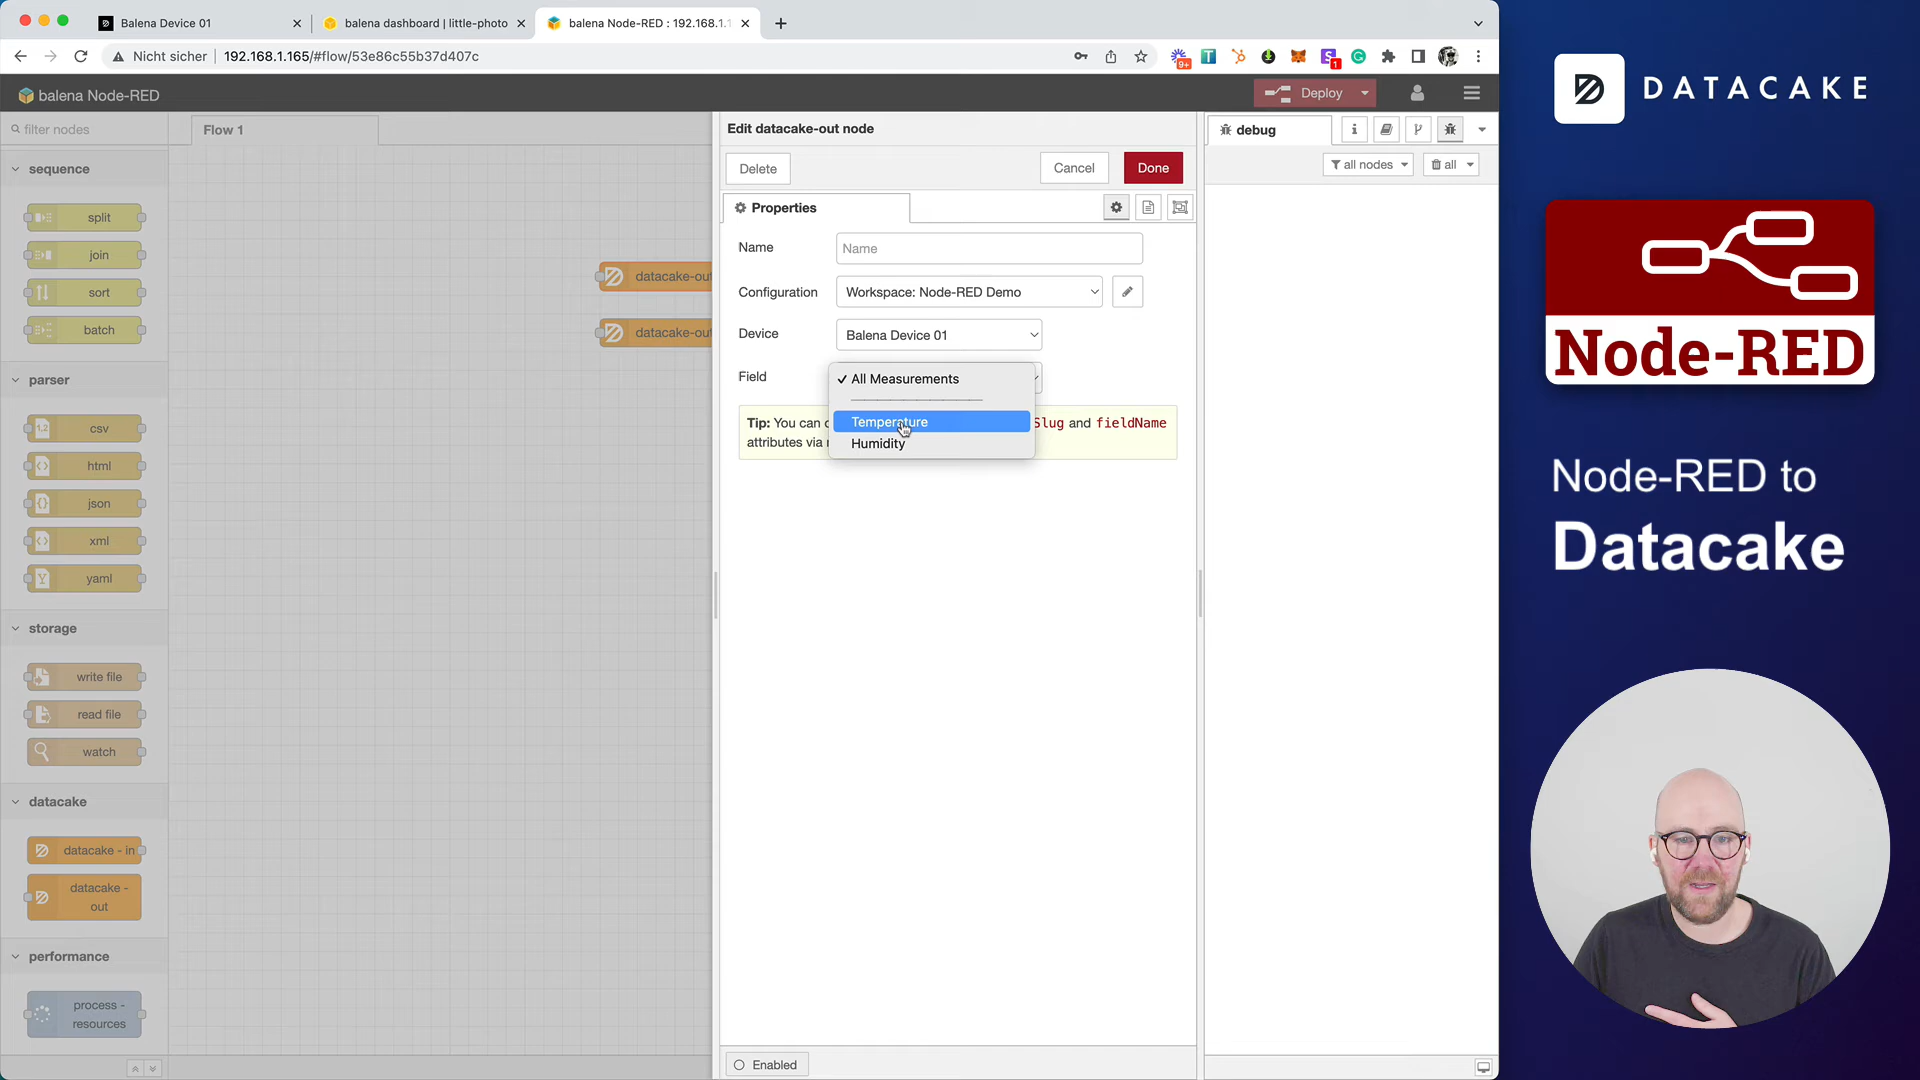 Balena Device 01
balena dashboard | little-photo
balena Node-RED : 192.168.1.1
Nicht sicher
192.168.1.165/#flow/53e86c55b37d407c
9+
T
S
1
balena Node-RED
Deploy
filter nodes
Flow 1
sequence
split
join
sort
batch
parser
csv
html
json
xml
yaml
storage
write file
read file
watch
datacake
datacake - in
datacake -
out
performance
process -
resources
datacake-out
datacake-out
Edit datacake-out node
Delete
Cancel
Done
Properties
Name
Name
Configuration
Workspace: Node-RED Demo
Device
Balena Device 01
Field
All Measurements
Temperature
Humidity
Tip: You can
Slug and fieldName
attributes via
Enabled
debug
i
all nodes
all
DATACAKE
Node-RED
Node-RED to
Datacake